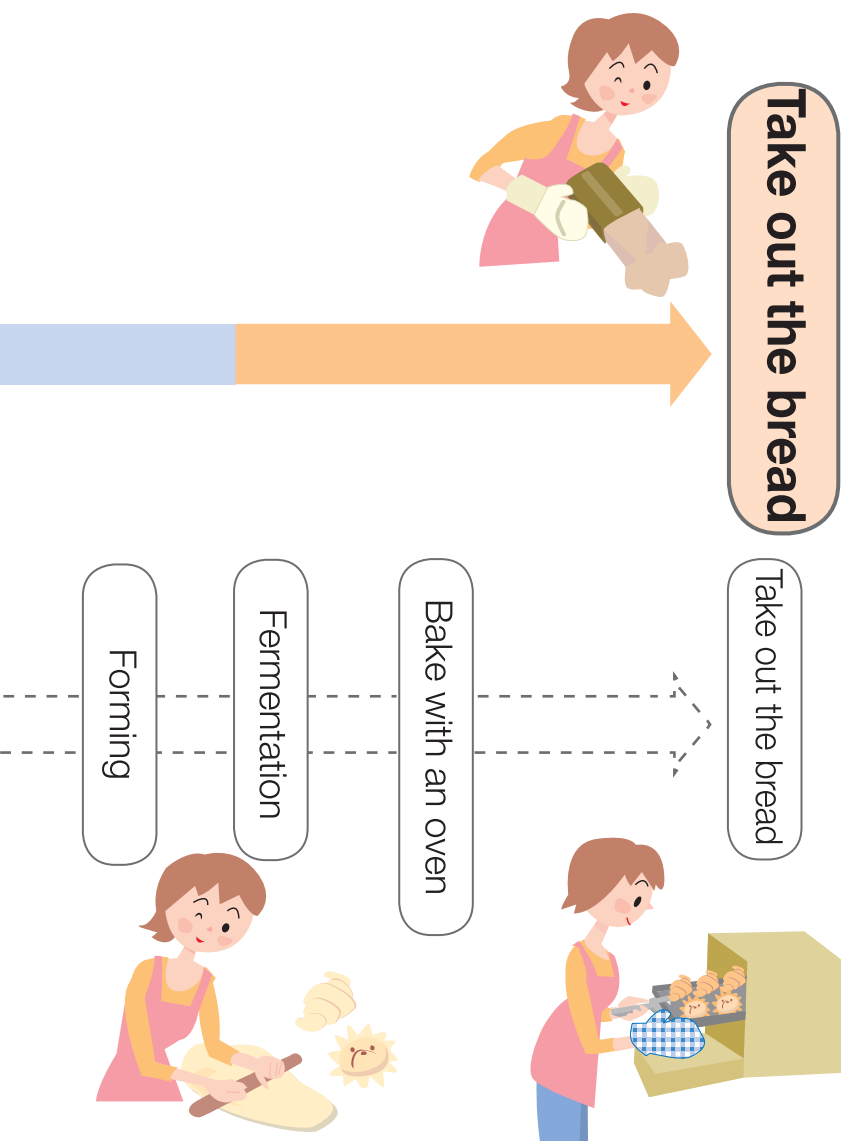 Take out the bread
Forming
Fermentation
Bake with an oven
Take out the bread